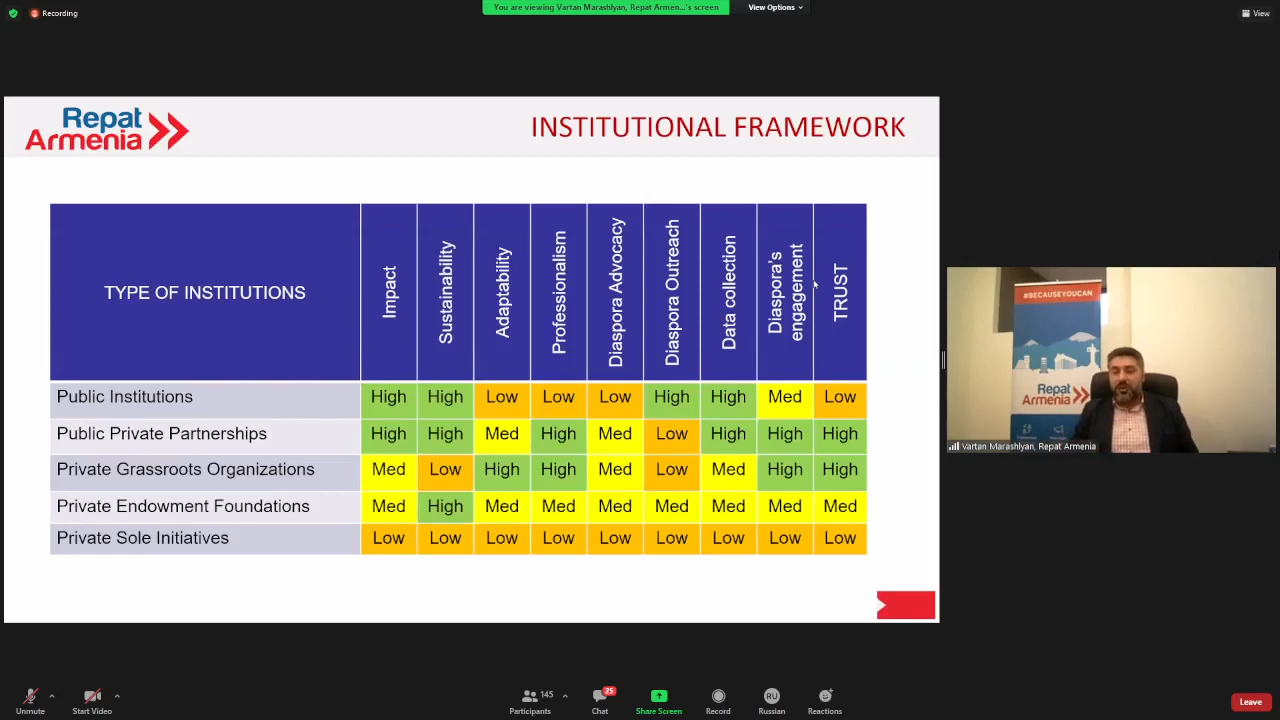 Recording
You are viewing Vartan Marashlyan, Repat Armen...'s screen
View Options
View
Repat
Armenia
INSTITUTIONAL FRAMEWORK
TYPE OF INSTITUTIONS
Impact
Sustainability
Adaptability
Professionalism
Diaspora Advocacy
Diaspora Outreach
Data collection
Diaspora's
engagement
TRUST
Public Institutions High High Low Low Low High High Med Low
Public Private Partnerships High High Med High Med Low High High High
Private Grassroots Organizations Med Low High High Med Low Med High High
Private Endowment Foundations Med High Med Med Med Med Med Med Med
Private Sole Initiatives Low Low Low Low Low Low Low Low Low
#BECAUSEYOUCAN
Repat
Armenia
Vartan Marashlyan, Repat Armenia
Unmute
Start Video
145
Participants
25
Chat
Share Screen
Record
RU
Russian
Reactions
Leave